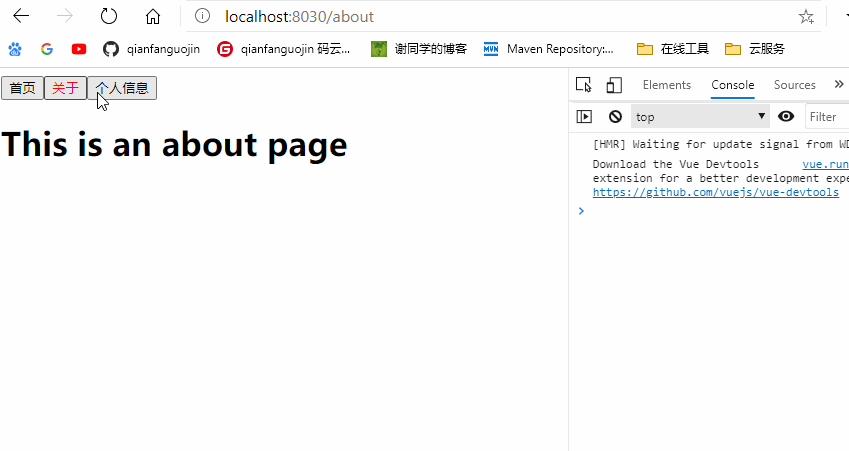 localhost:8030/about
qianfanguojin
qianfanguojin 码云...
谢同学的博客
Maven Repository:...
在线工具
云服务
首页 关于 个人信息
This is an about page
Elements Console Sources »
top Filter
[HMR] Waiting for update signal from WD
Download the Vue Devtools vue.run
extension for a better development expe
https://github.com/vuejs/vue-devtools